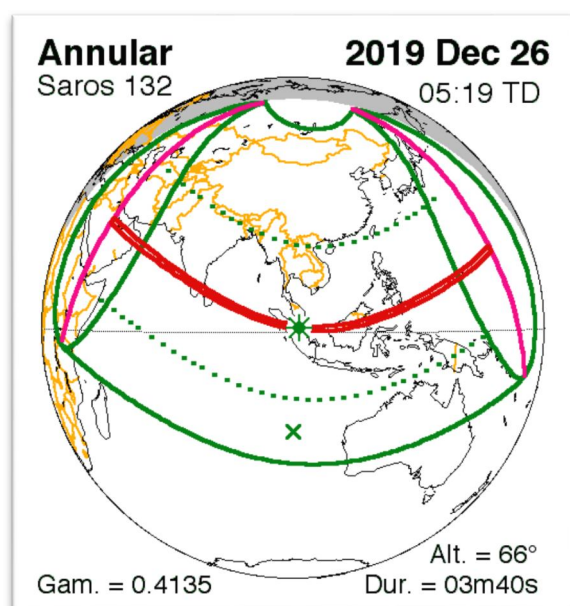 Annular 2019 Dec 26
Saros 132 05:19 TD
Alt. = 66°
Gam. = 0.4135 Dur. = 03m40s